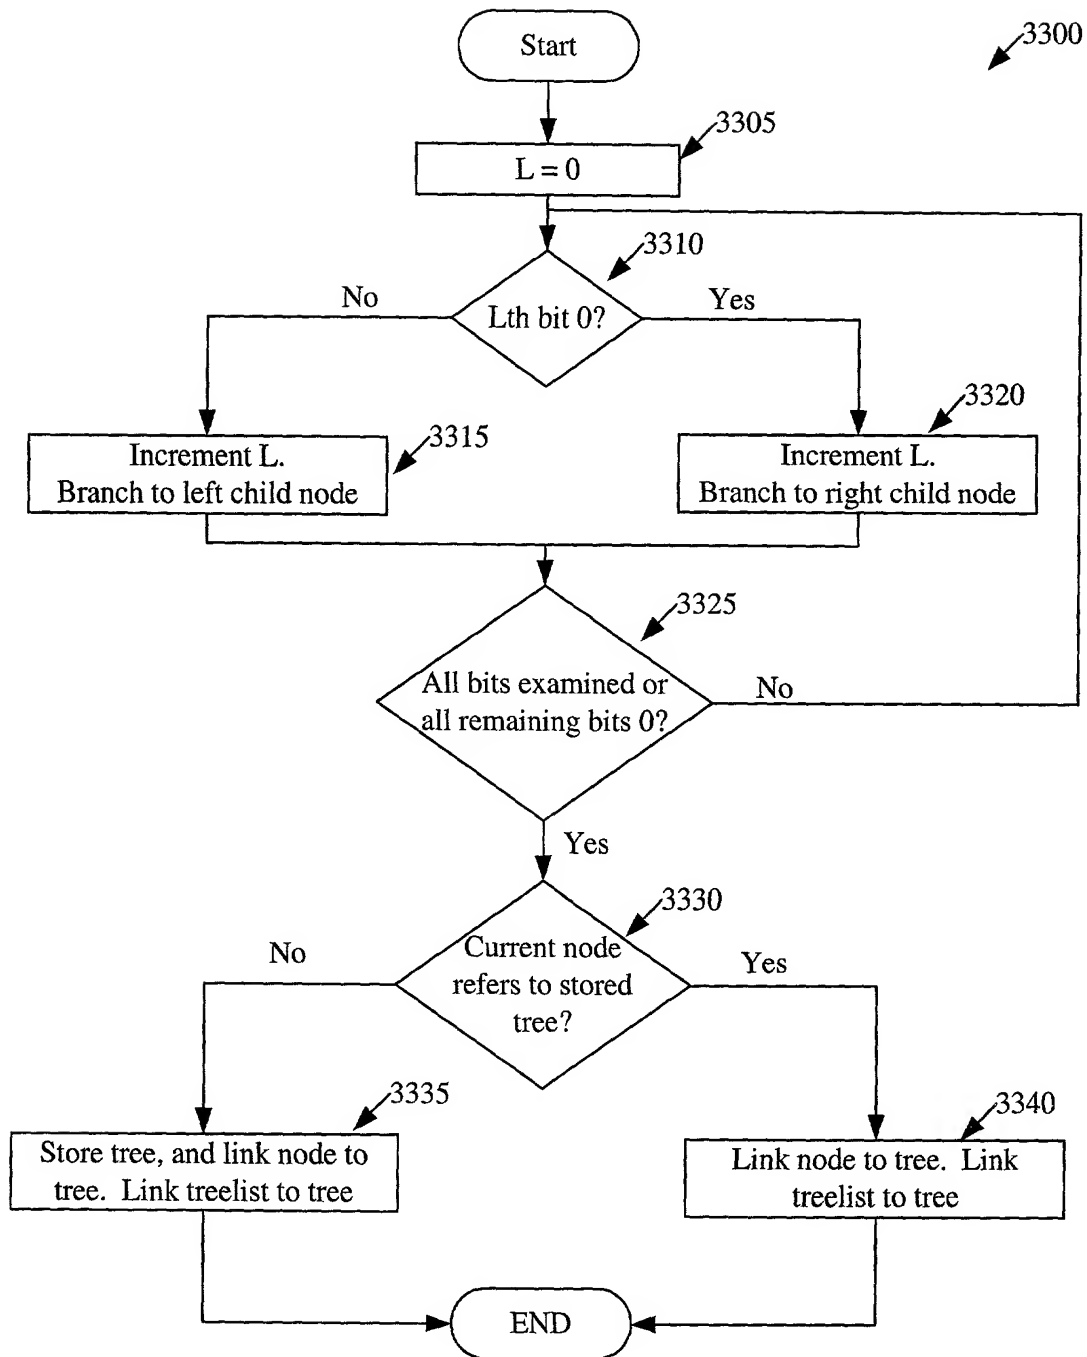 Start
3300
3305
L = 0
3310
No
Yes
Lth bit 0?
3320
3315
Increment L.
Branch to left child node
Increment L.
Branch to right child node
3325
All bits examined or
all remaining bits 0?
No
Yes
3330
No
Current node
refers to stored
tree?
Yes
3335
3340
Store tree, and link node to
tree. Link treelist to tree
Link node to tree. Link
treelist to tree
END